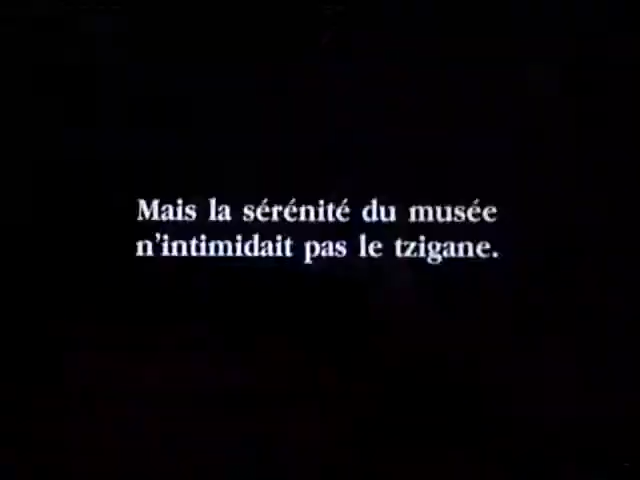 Mais la sérénité du musée
n'intimidait pas le tzigane.